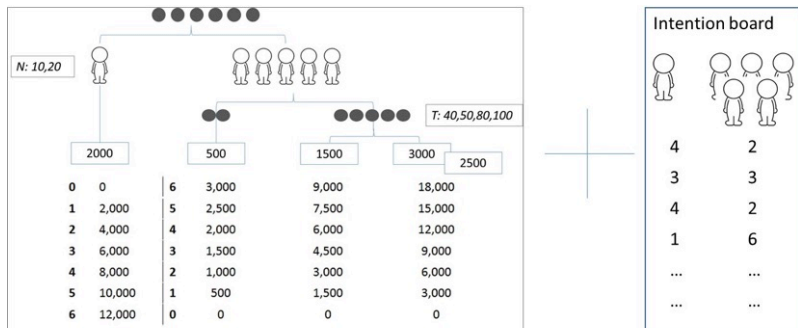 N: 10,20
T: 40,50,80,100
2000 500 1500 3000
2500
0 0 6 3,000 9,000 18,000
1 2,000 5 2,500 7,500 15,000
2 4,000 4 2,000 6,000 12,000
3 6,000 3 1,500 4,500 9,000
4 8,000 2 1,000 3,000 6,000
5 10,000 1 500 1,500 3,000
6 12,000 0 0 0 0
Intention board
4 2
3 3
4 2
1 6
... ...
... ...